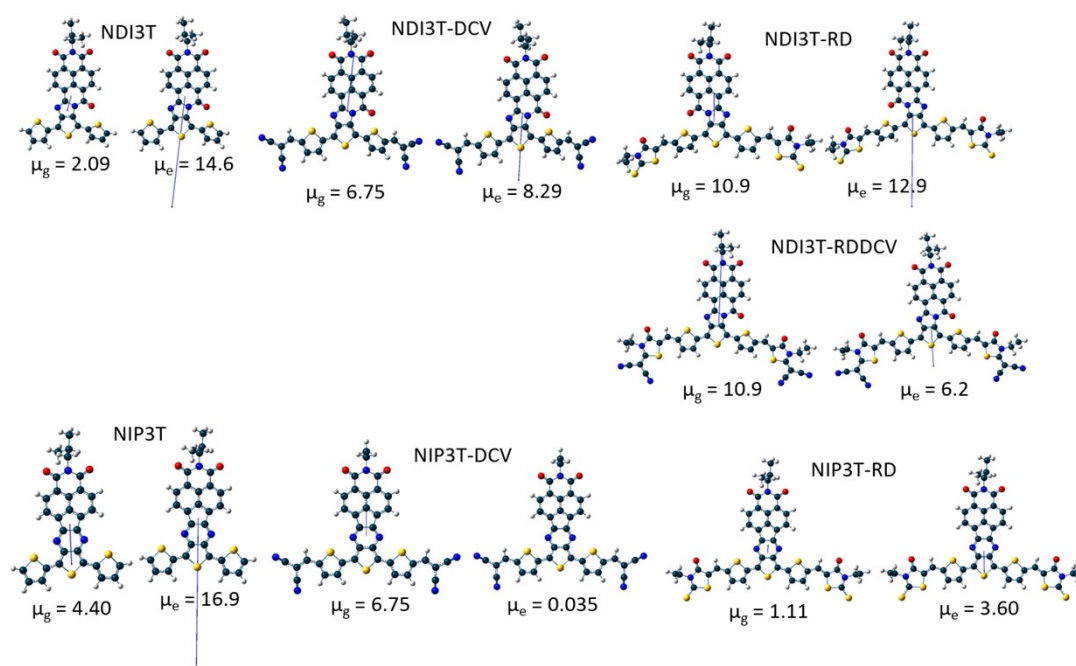 NDI3T
μg = 2.09
μe = 14.6
NDI3T-DCV
μg = 6.75
μe = 8.29
NDI3T-RD
μg = 10.9
μe = 12.9
NDI3T-RDDCV
μg = 10.9
μe = 6.2
NIP3T
μg = 4.40
μe = 16.9
NIP3T-DCV
μg = 6.75
μe = 0.035
NIP3T-RD
μg = 1.11
μe = 3.60